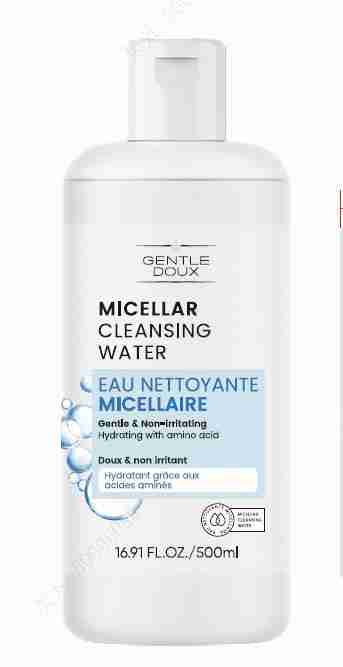 GENTLE
DOUX
MICELLAR
CLEANSING
WATER
EAU NETTOYANTE
MICELLAIRE
Gentle & Non-irritating
Hydrating with amino acid
Doux & non irritant
Hydratant grâce aux
acides aminés
MICELLAR
CLEANSING
WATER
16.91 FL.OZ./500ml